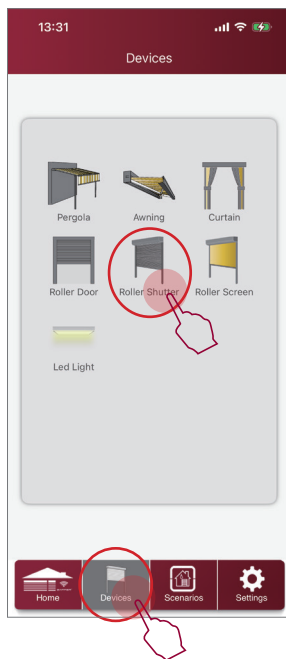 13:31
Devices
Pergola Awning Curtain
Roller Door Roller Shutter Roller Screen
Led Light
Home Devices Scenarios Settings